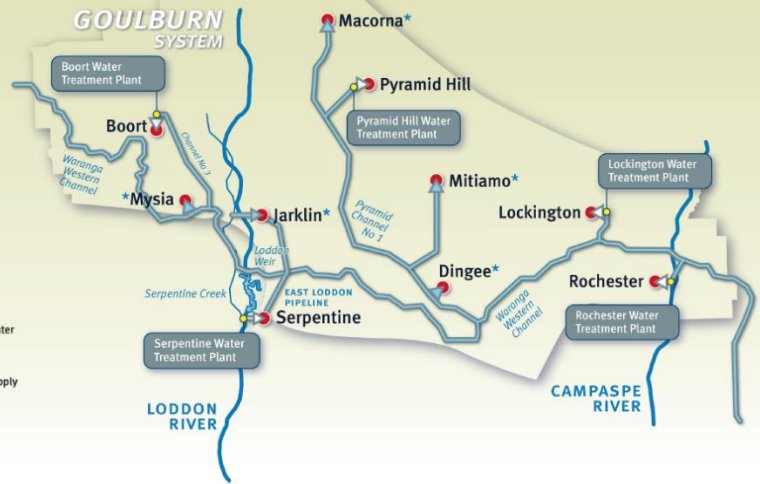 GOULBURN
SYSTEM
Macorna*
Boort Water
Treatment Plant
Pyramid Hill
Boort
Pyramid Hill Water
Treatment Plant
Channel No 3
Lockington Water
Treatment Plant
Waranga
Western
Channel
*Mysia
Mitiamo*
Jarklin*
Lockington
Pyramid
Channel
No 1
Loddon
Weir
Dingee*
Rochester
Serpentine Creek
EAST LODDON
PIPELINE
Waranga
Western
Channel
Serpentine
Rochester Water
Treatment Plant
Serpentine Water
Treatment Plant
CAMPASPE
RIVER
LODDON
RIVER